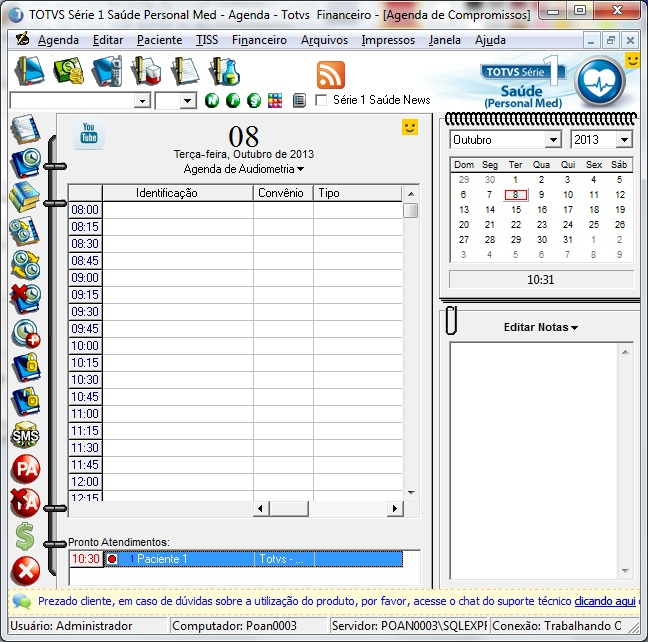 TOTVS Série 1 Saúde Personal Med - Agenda - Totvs Financeiro - [Agenda de Compromissos]
Agenda Editar Paciente TISS Financeiro Arquivos Impressos Janela Ajuda
TOTVS Série 1
Saúde
(Personal Med)
N I S Série 1 Saúde News
You Tube
08
Terça-feira, Outubro de 2013
Agenda de Audiometria
Identificação Convênio Tipo
08:00
08:15
08:30
08:45
09:00
09:15
09:30
09:45
10:00
10:15
10:30
10:45
11:00
11:15
11:30
11:45
12:00
12:15
SMS
PA
Pronto Atendimentos:
10:30 1 Paciente 1 Totvs - ...
Outubro 2013
Dom Seg Ter Qua Qui Sex Sáb
29 30 1 2 3 4 5
6 7 8 9 10 11 12
13 14 15 16 17 18 19
20 21 22 23 24 25 26
27 28 29 30 31 1 2
3 4 5 6 7 8 9
10:31
Editar Notas
Prezado cliente, em caso de dúvidas sobre a utilização do produto, por favor, acesse o chat do suporte técnico clicando aqui
Usuário: Administrador Computador: Poan0003 Servidor: POAN0003\SQLEXPF Conexão: Trabalhando C